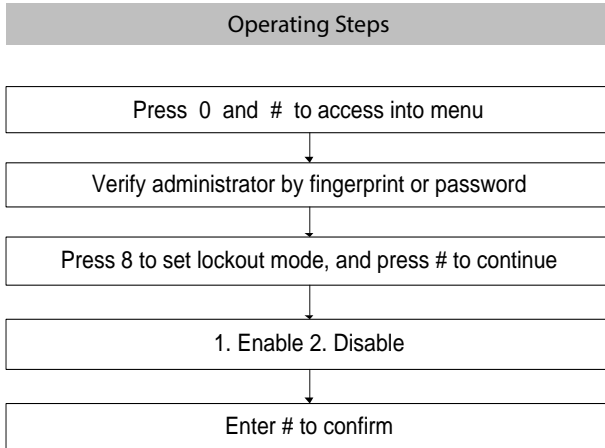 Operating Steps
Press 0 and # to access into menu
Verify administrator by fingerprint or password
Press 8 to set lockout mode, and press # to continue
1. Enable 2. Disable
Enter # to confirm